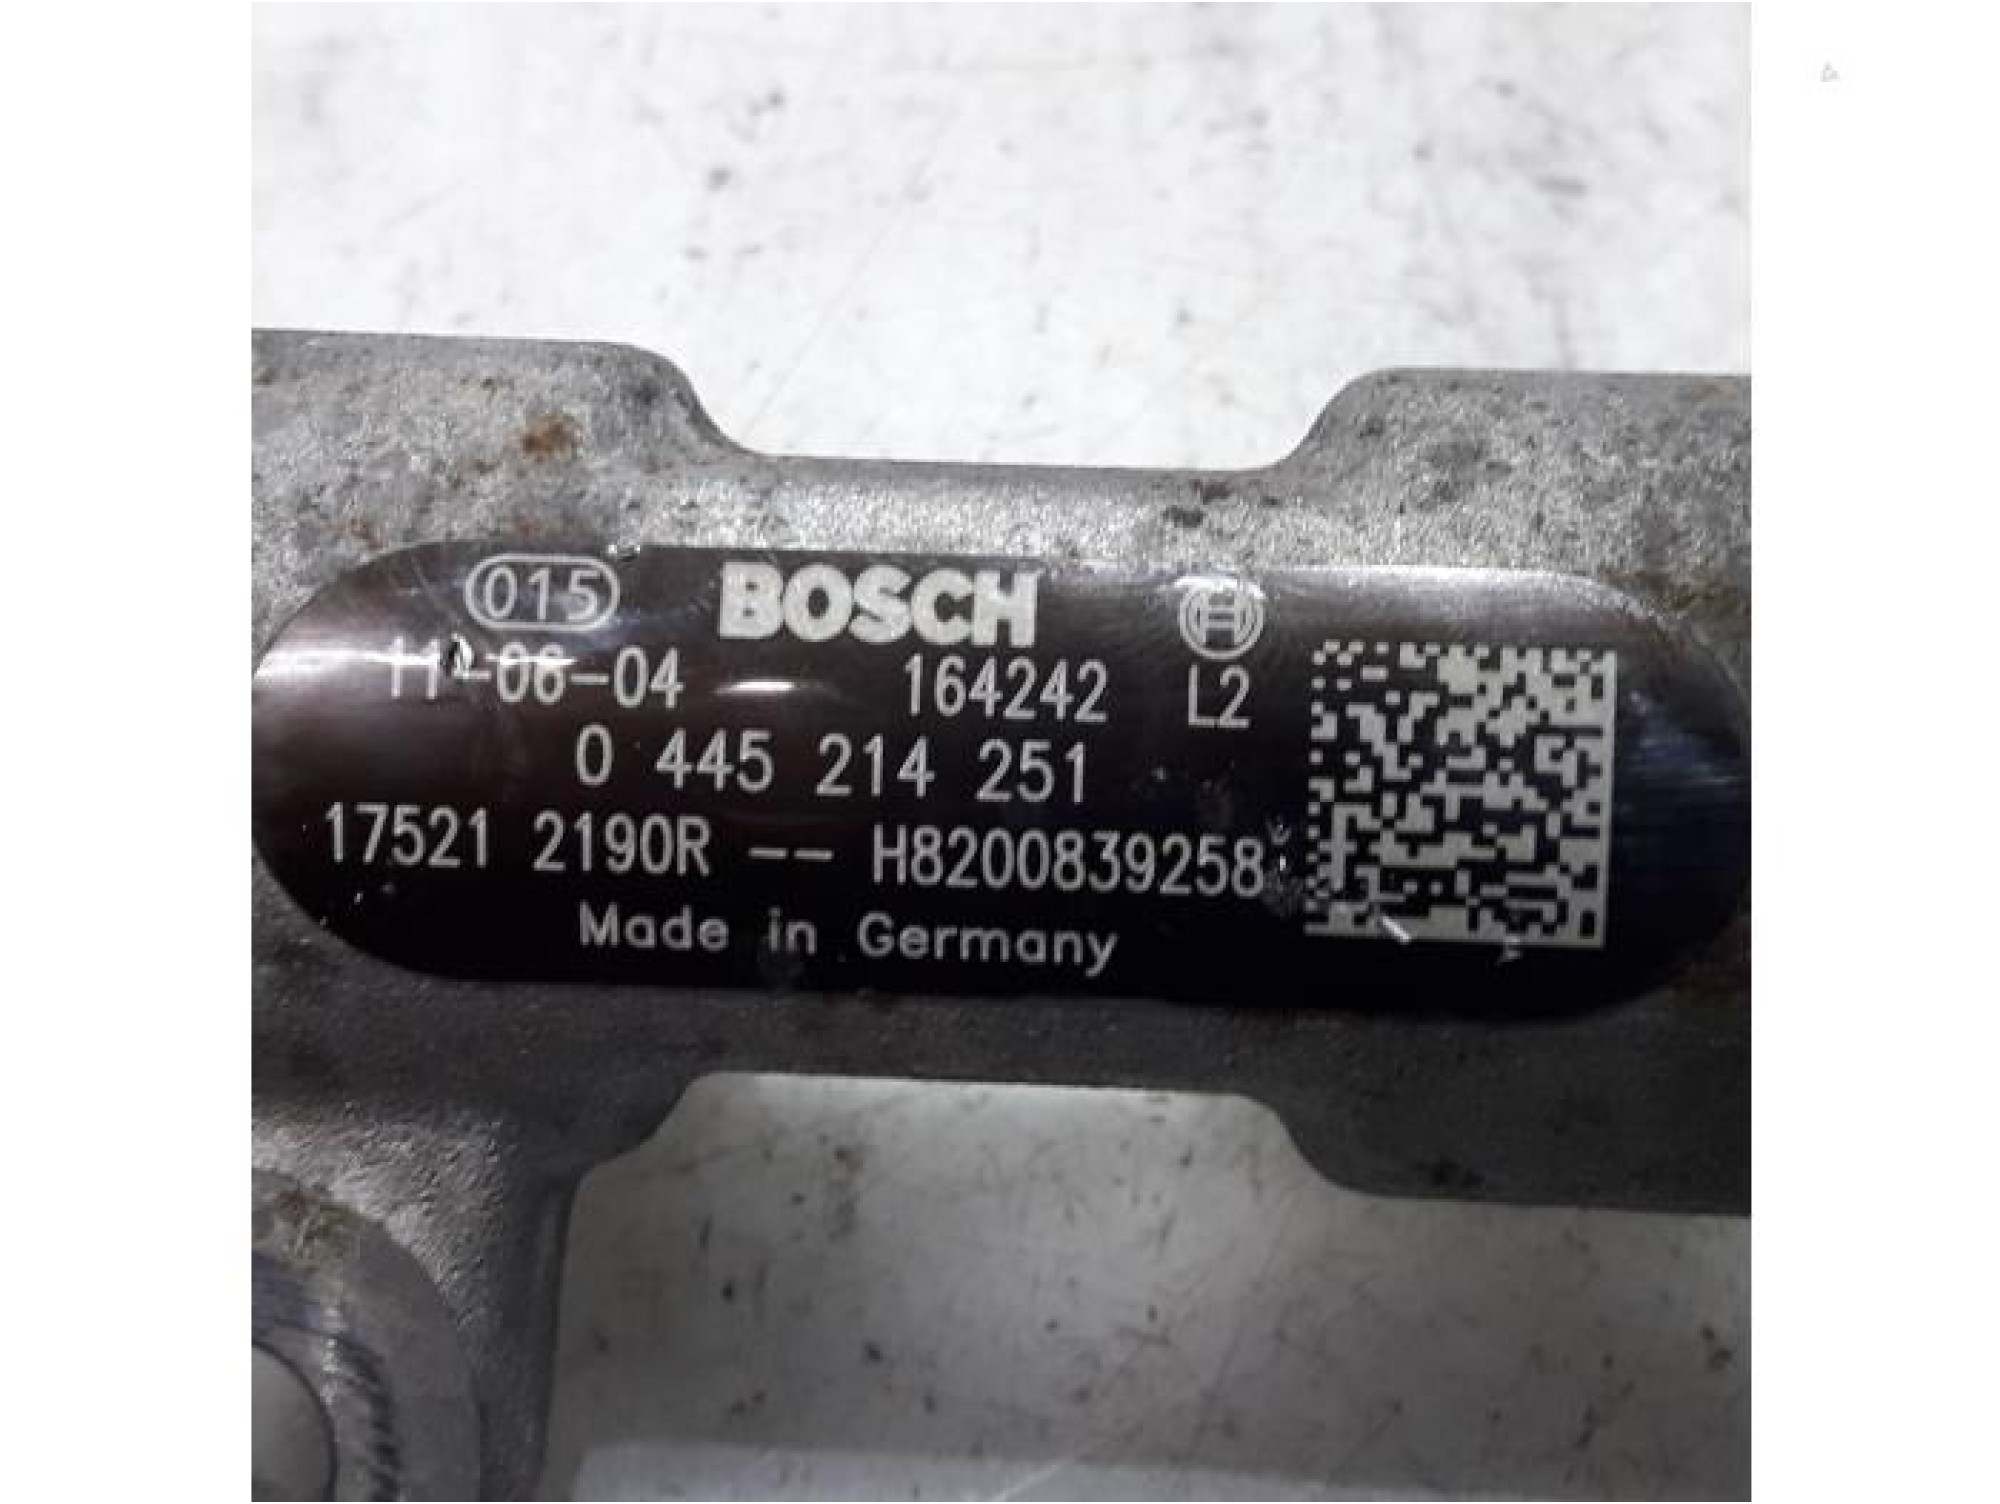 015 BOSCH
11-06-04 164242 L2
0 445 214 251
17521 2190R -- H8200839258
Made in Germany